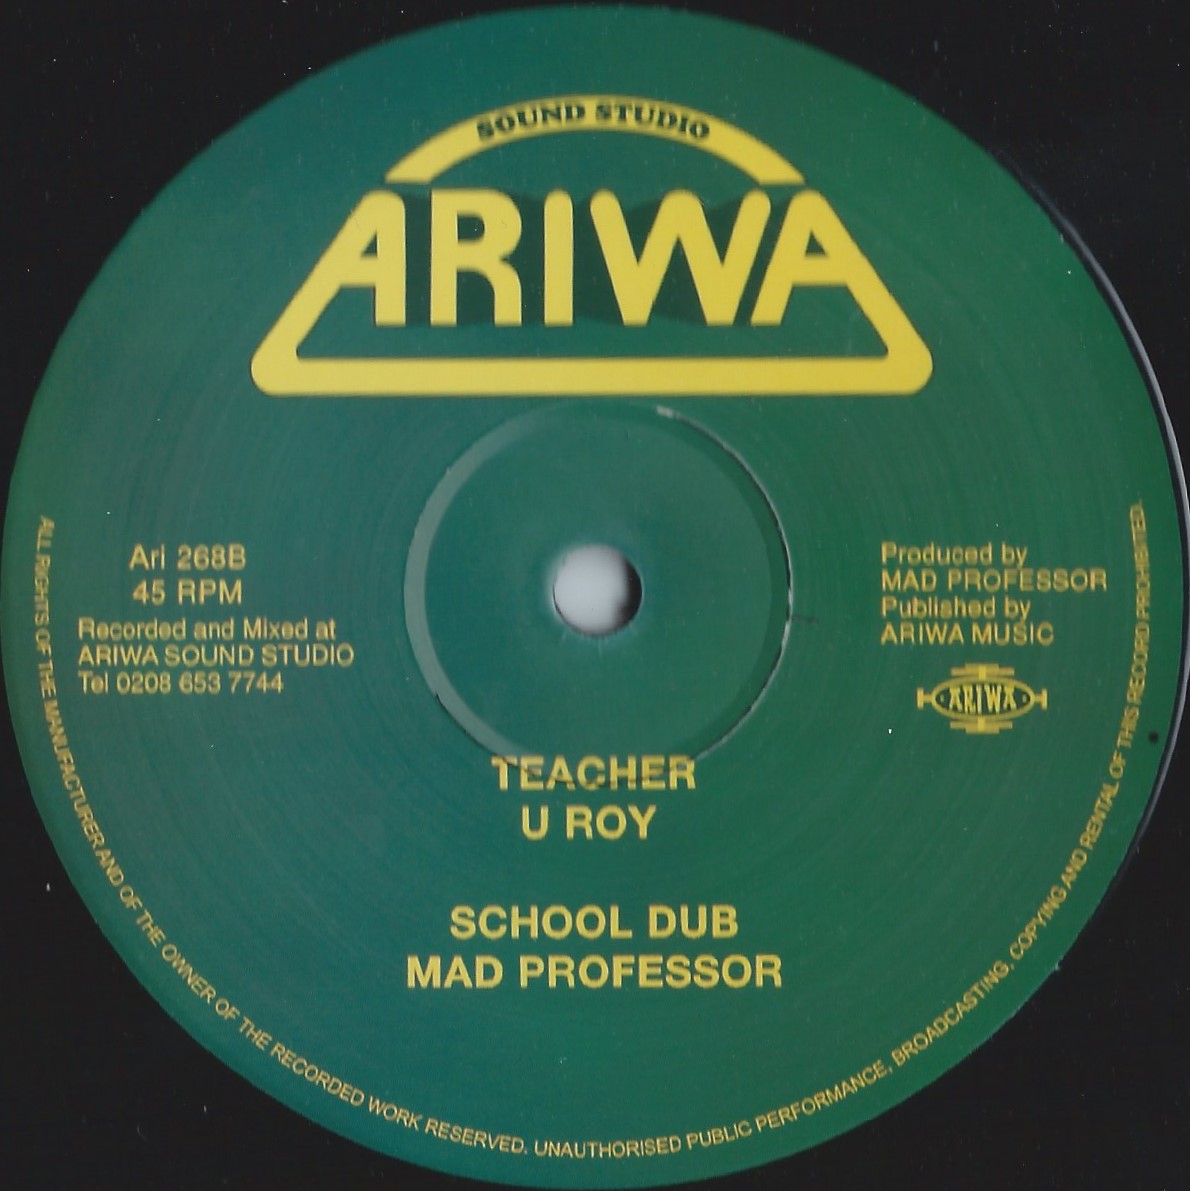 SOUND STUDIO
ARIWA
Ari 268B
45 RPM
Recorded and Mixed at
ARIWA SOUND STUDIO
Tel 0208 653 7744
Produced by
MAD PROFESSOR
Published by
ARIWA MUSIC
ARIWA
TEACHER
U ROY
SCHOOL DUB
MAD PROFESSOR
ALL RIGHTS OF THE MANUFACTURER AND OF THE OWNER OF THE RECORDED WORK RESERVED. UNAUTHORISED PUBLIC PERFORMANCE, BROADCASTING, COPYING AND RENTAL OF THIS RECORD PROHIBITED.